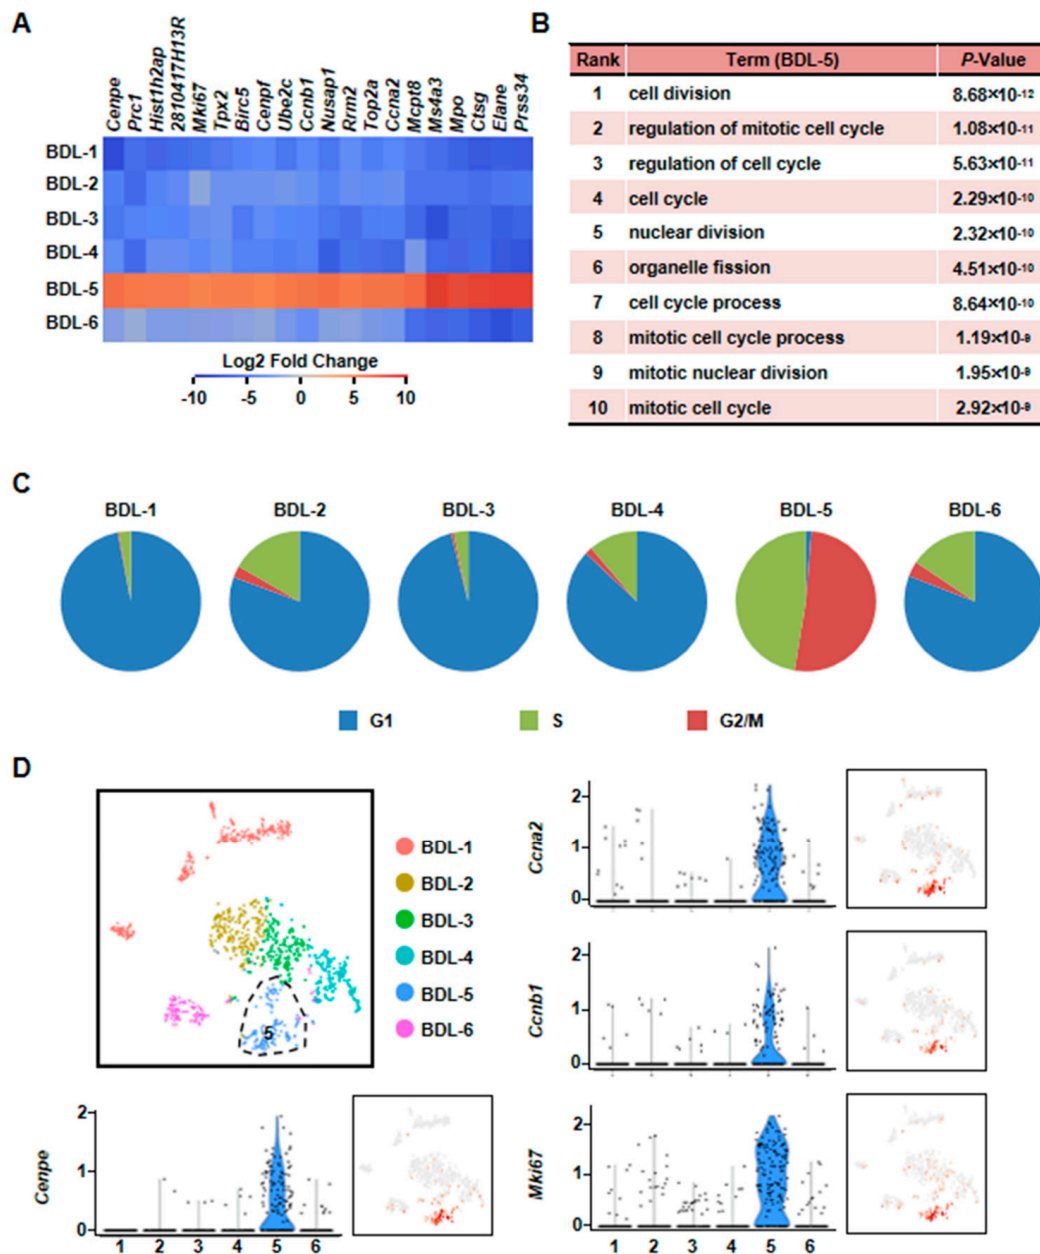 A
Cenpe Prc1 Hist1h2ap 2810417H13R Mki67 Tpx2 Birc5 Cenpf Ube2c Ccnb1 Nusap1 Rrm2 Top2a Ccna2 Mcpt8 Ms4a3 Mpo Ctsg Elane Prss34
BDL-1
BDL-2
BDL-3
BDL-4
BDL-5
BDL-6
Log2 Fold Change
-10 -5 0 5 10
B
Rank Term (BDL-5) P-Value
1 cell division 8.68×10-12
2 regulation of mitotic cell cycle 1.08×10-11
3 regulation of cell cycle 5.63×10-11
4 cell cycle 2.29×10-10
5 nuclear division 2.32×10-10
6 organelle fission 4.51×10-10
7 cell cycle process 8.64×10-10
8 mitotic cell cycle process 1.19×10-9
9 mitotic nuclear division 1.95×10-9
10 mitotic cell cycle 2.92×10-9
C
BDL-1 BDL-2 BDL-3 BDL-4 BDL-5 BDL-6
G1 S G2/M
D
5
BDL-1
BDL-2
BDL-3
BDL-4
BDL-5
BDL-6
Ccna2
2
1
0
Ccnb1
2
1
0
Cenpe
2
1
0
1 2 3 4 5 6
Mki67
2
1
0
1 2 3 4 5 6